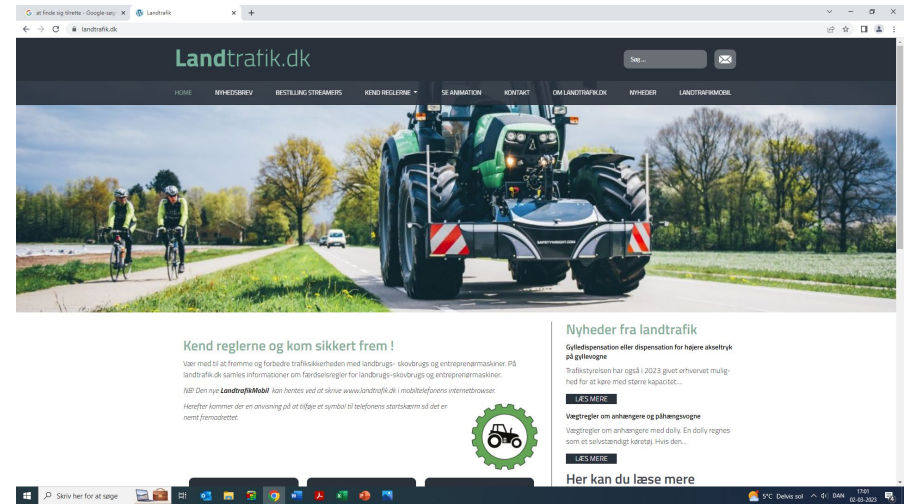 at finde sig tilrette - Google-søg
Landtrafik
landtrafik.dk
Landtrafik.dk
Søg ...
HOME NYHEDSBREV BESTILLING STREAMERS KEND REGLERNE SE ANIMATION KONTAKT OM LANDTRAFIK.DK NYHEDER LANDTRAFIKMOBIL
SAFETYWEIGHT.COM
Kend reglerne og kom sikkert frem !
Vær med til at fremme og forbedre trafiksikkerheden med landbrugs- skovbrugs og entreprenørmaskiner. På
landtrafik.dk samles informationer om færdselsregler for landbrugs-skovbrugs og entreprenørmaskiner.
NB! Den nye LandtrafikMobil kan hentes ved at skrive www.landtrafik.dk i mobiltelefonens internetbrowser.
Herefter kommer der en anvisning på at tilføje et symbol til telefonens startskærm så det er
nemt fremadrettet.
Nyheder fra landtrafik
Gylledispensation eller dispensation for højere akseltryk
på gyllevogne
Trafikstyrelsen har også i 2023 givet erhvervet mulig-
hed for at køre med større kapacitet...
LÆS MERE
Vægtregler om anhængere og påhængsvogne
Vægtregler om anhængere med dolly. En dolly regnes
som et selvstændigt køretøj. Hvis den...
LÆS MERE
Her kan du læse mere
Skriv her for at søge
5°C Delvis sol
DAN
17:01
02-03-2023